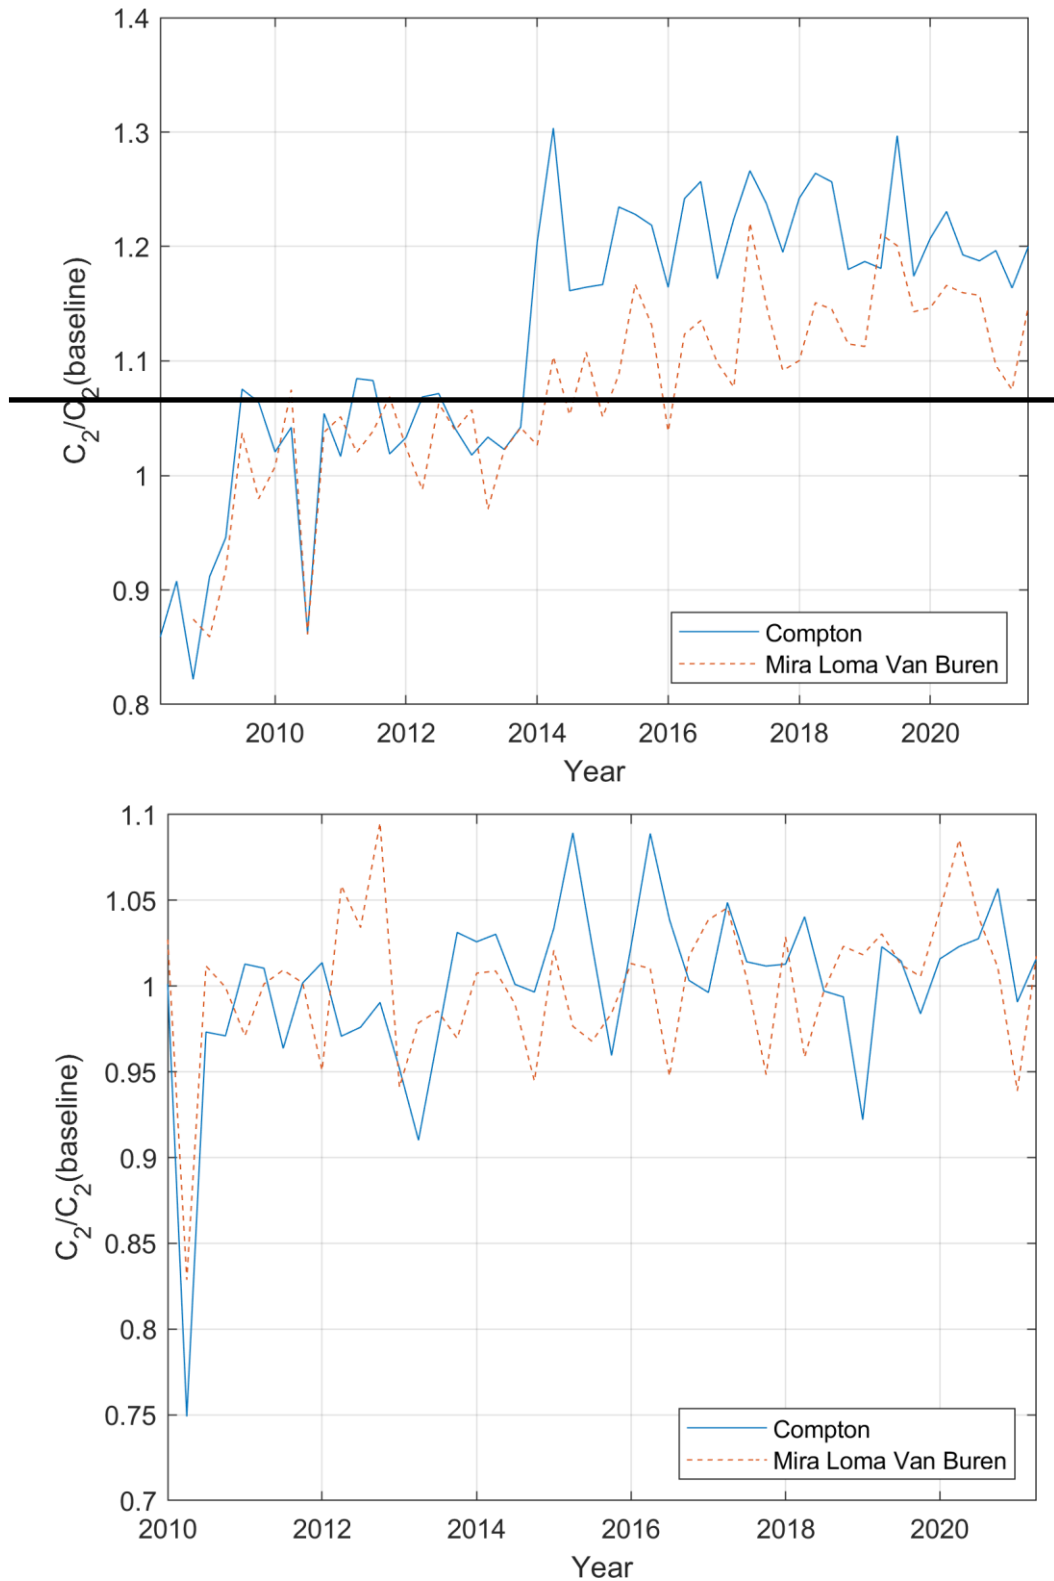 1.4
1.3
1.2
1.1
1
0.9
0.8
C2/C2(baseline)
Compton
Mira Loma Van Buren
2010 2012 2014 2016 2018 2020
Year
1.1
1.05
1
0.95
0.9
0.85
0.8
0.75
0.7
C2/C2(baseline)
Compton
Mira Loma Van Buren
2010 2012 2014 2016 2018 2020
Year